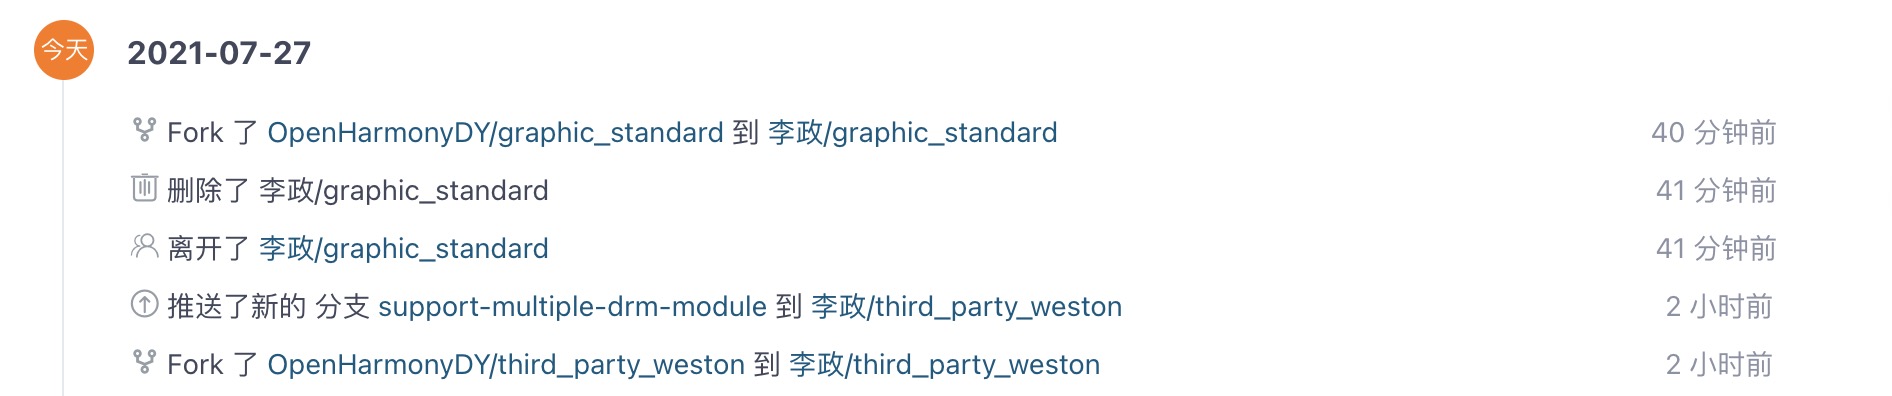 今天 2021-07-27
Fork 了 OpenHarmonyDY/graphic_standard 到 李政/graphic_standard 40 分钟前
删除了 李政/graphic_standard 41 分钟前
离开了 李政/graphic_standard 41 分钟前
推送了新的 分支 support-multiple-drm-module 到 李政/third_party_weston 2 小时前
Fork 了 OpenHarmonyDY/third_party_weston 到 李政/third_party_weston 2 小时前